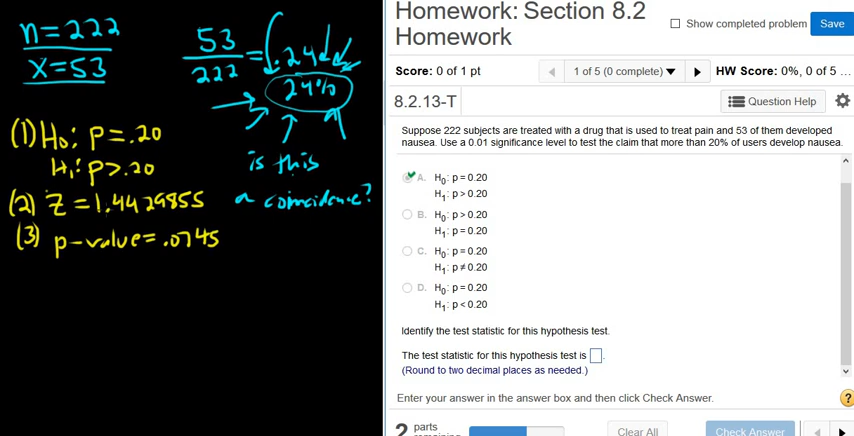 n=222
x=53
53
222
= .24
24%
is this
a coincidence?
(1) H0: p=.20
H1: p>.20
(2) Z=1.4429855
(3) p-value=.0745
Homework: Section 8.2
Homework
Show completed problem
Save
Score: 0 of 1 pt
1 of 5 (0 complete)
HW Score: 0%, 0 of 5 ...
8.2.13-T
Question Help
Suppose 222 subjects are treated with a drug that is used to treat pain and 53 of them developed
nausea. Use a 0.01 significance level to test the claim that more than 20% of users develop nausea.
A. H0: p=0.20
H1: p>0.20
B. H0: p>0.20
H1: p=0.20
C. H0: p=0.20
H1: p≠0.20
D. H0: p=0.20
H1: p<0.20
Identify the test statistic for this hypothesis test.
The test statistic for this hypothesis test is .
(Round to two decimal places as needed.)
Enter your answer in the answer box and then click Check Answer.
?
2 parts
remaining
Clear All
Check Answer